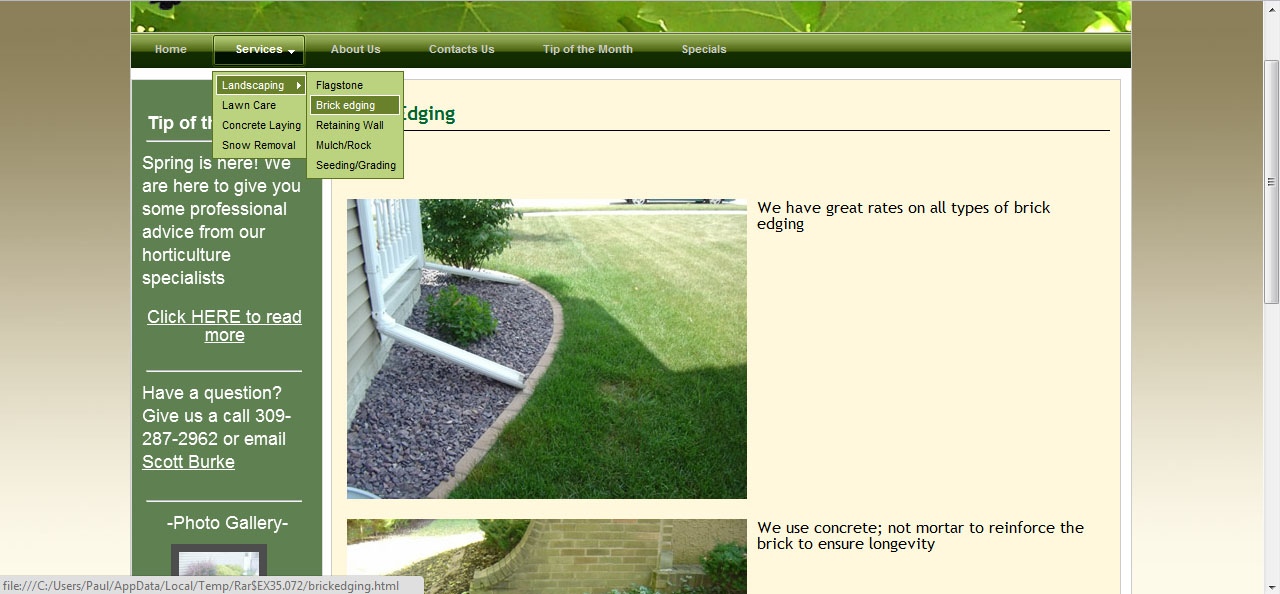 Home Services About Us Contacts Us Tip of the Month Specials
Landscaping
Lawn Care
Concrete Laying
Snow Removal
Flagstone
Brick edging
Retaining Wall
Mulch/Rock
Seeding/Grading
Edging
Tip of
Spring is here! We
are here to give you
some professional
advice from our
horticulture
specialists
Click HERE to read
more
Have a question?
Give us a call 309-
287-2962 or email
Scott Burke
-Photo Gallery-
We have great rates on all types of brick
edging
We use concrete; not mortar to reinforce the
brick to ensure longevity
file:///C:/Users/Paul/AppData/Local/Temp/Rar$EX35.072/brickedging.html